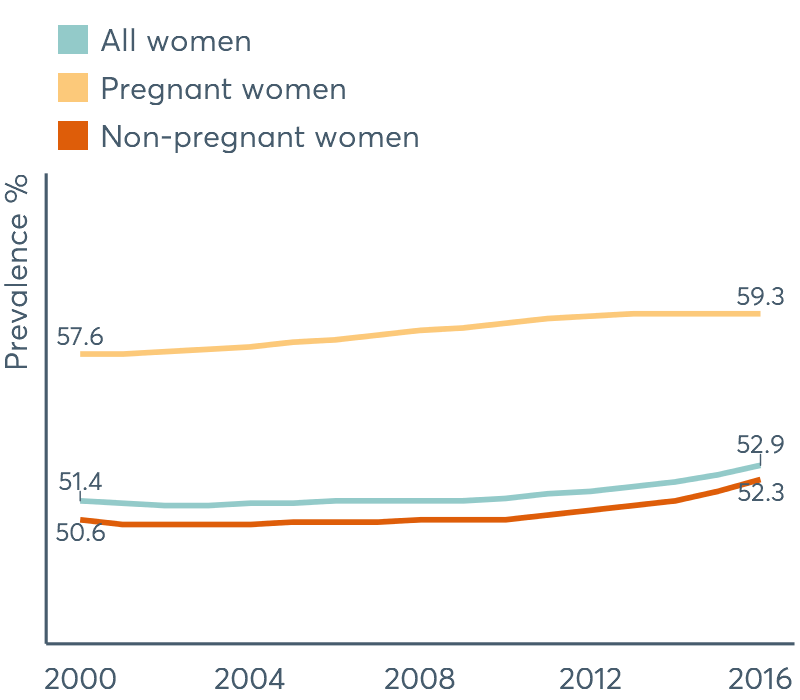 All women
Pregnant women
Non-pregnant women
Prevalence %
57.6
59.3
51.4
52.9
50.6
52.3
2000
2004
2008
2012
2016